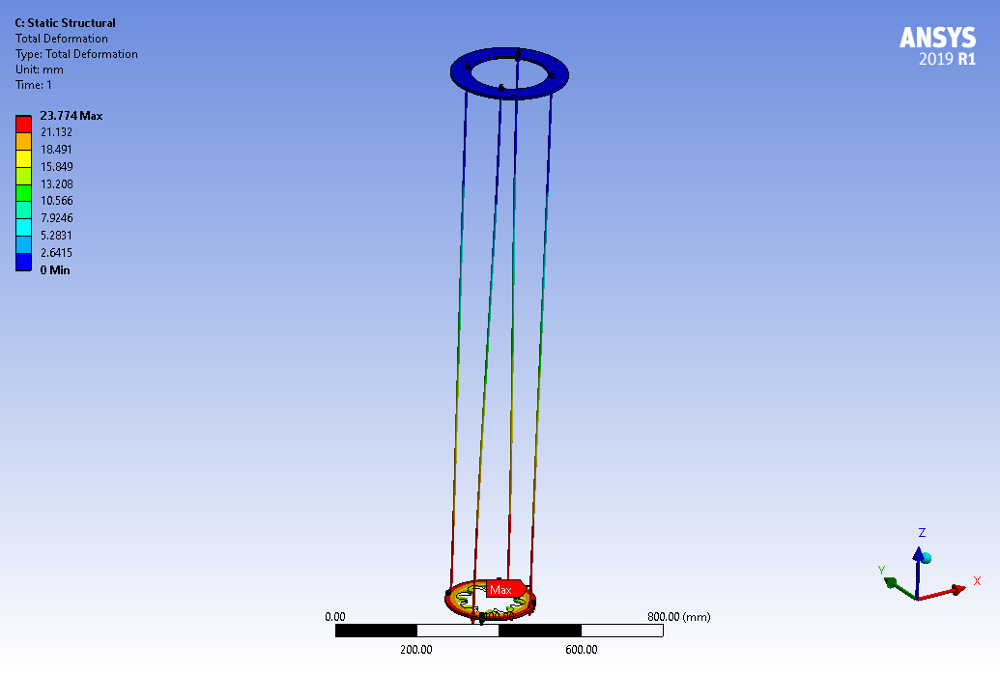 C: Static Structural
Total Deformation
Type: Total Deformation
Unit: mm
Time: 1
23.774 Max
21.132
18.491
15.849
13.208
10.566
7.9246
5.2831
2.6415
0 Min
ANSYS
2019 R1
Max
0.00
800.00 (mm)
200.00
600.00
Z
Y
X